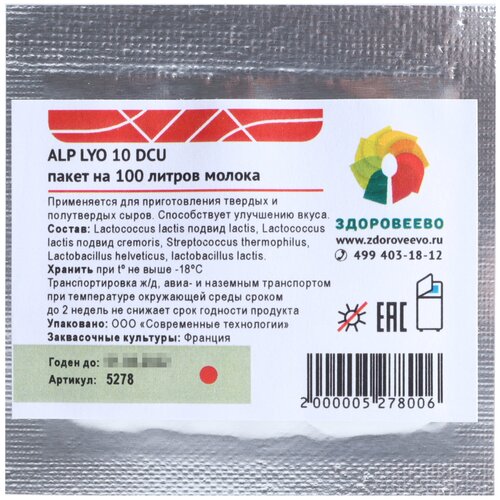 ALP LYO 10 DCU
пакет на 100 литров молока
Применяется для приготовления твердых и
полутвердых сыров. Способствует улучшению вкуса.
Состав: Lactococcus lactis подвид lactis, Lactococcus
lactis подвид cremoris, Streptococcus thermophilus,
Lactobacillus helveticus, lactobacillus lactis.
Хранить при t° не выше -18°C
Транспортировка ж/д, авиа- и наземным транспортом
при температуре окружающей среды сроком
до 2 недель не снижает срок годности продукта
Упаковано: ООО «Современные технологии»
Заквасочные культуры: Франция
Годен до:
Артикул: 5278
ЗДОРОВЕЕВО
www.zdoroveevo.ru
499 403-18-12
EAC
2 000005 278006